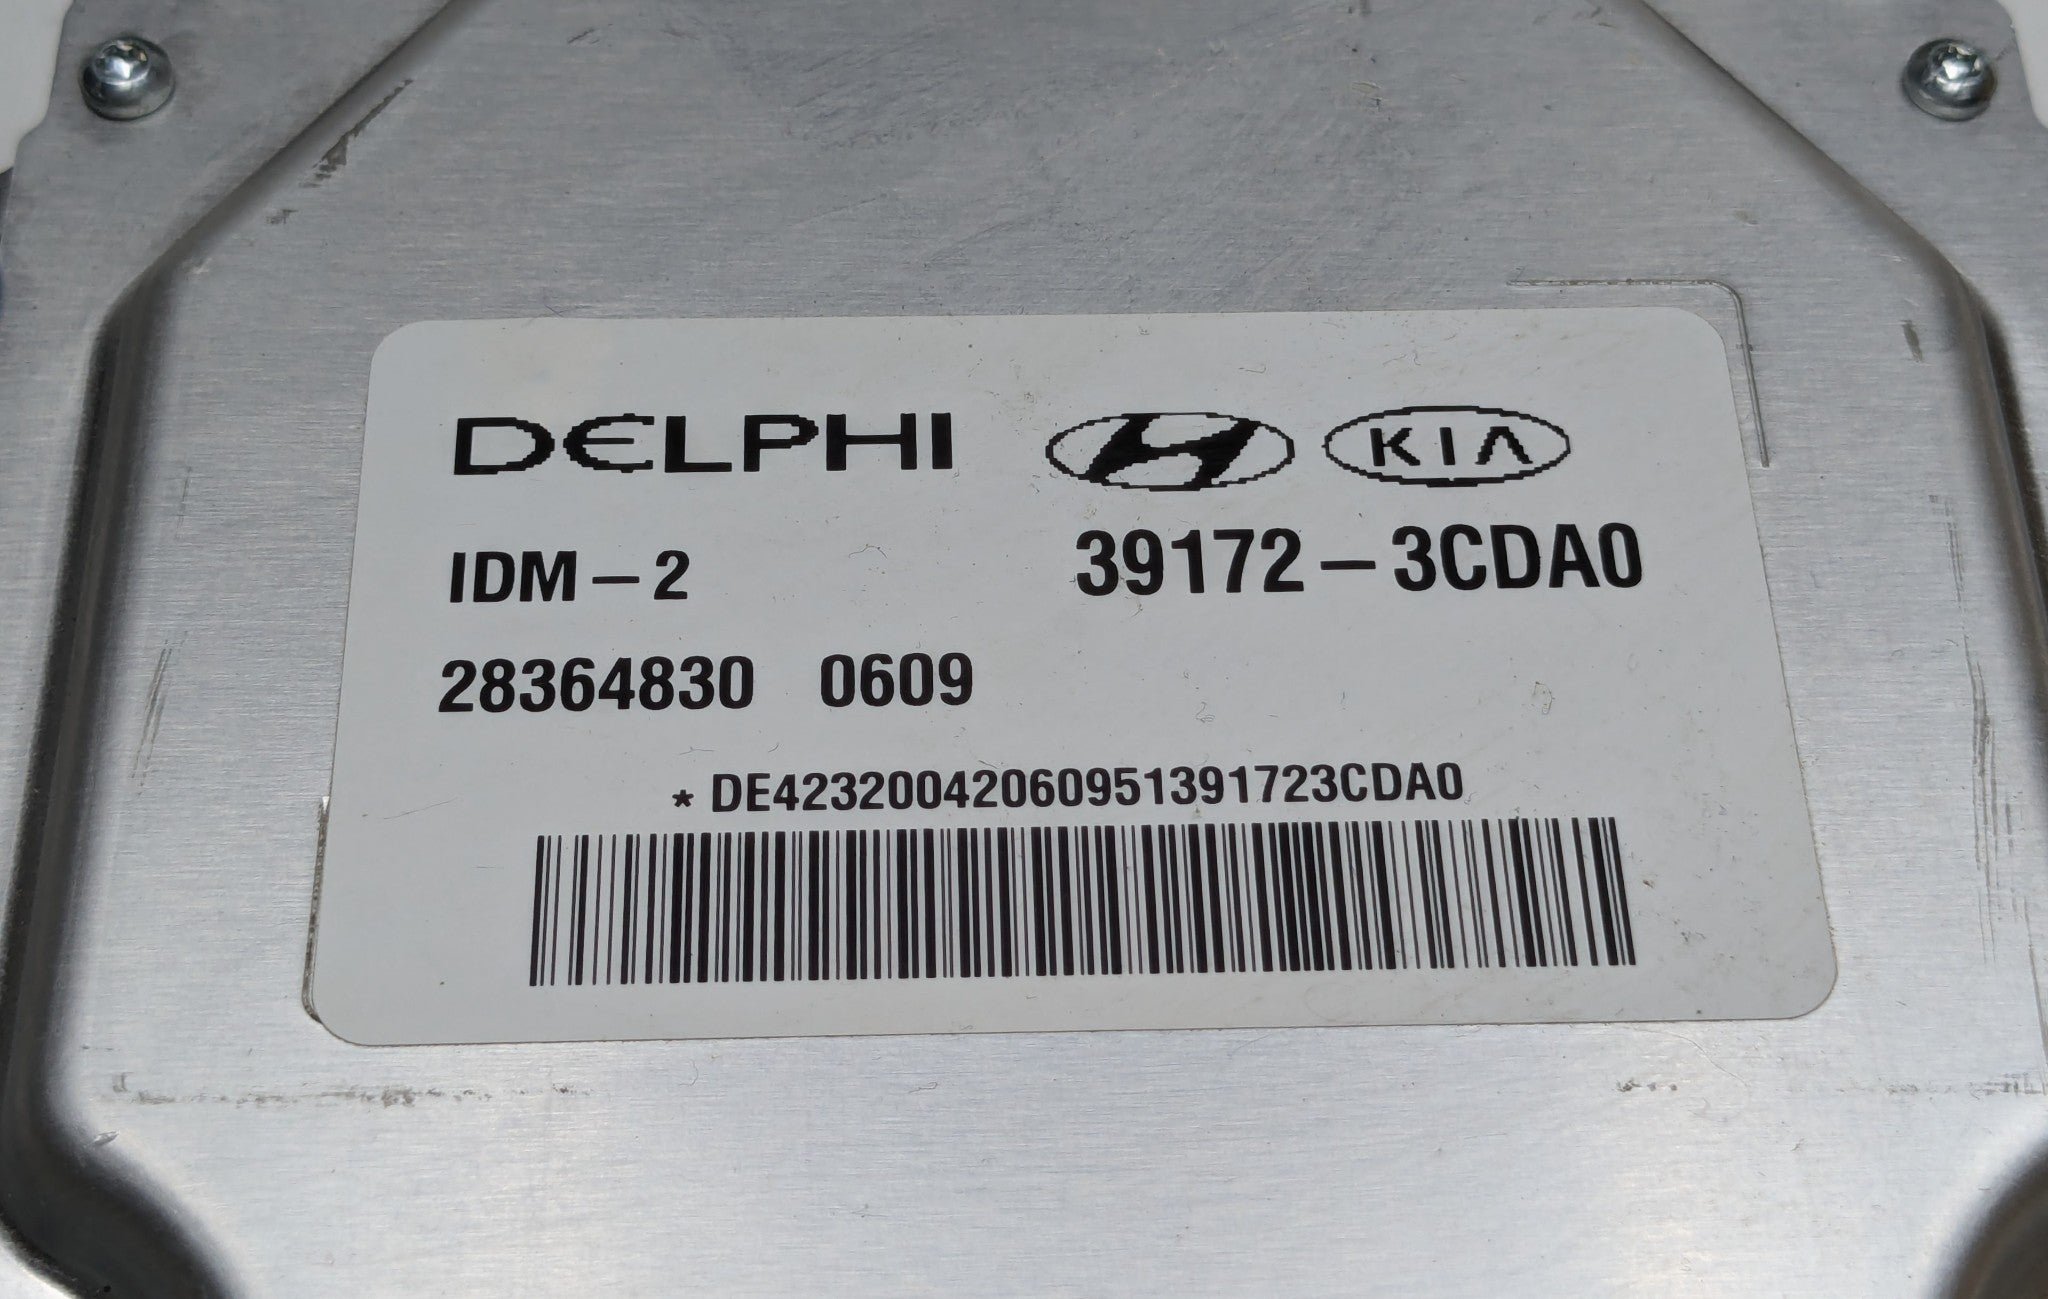 DELPHI KIA
IDM-2 39172-3CDA0
28364830 0609
* DE42320042060951391723CDA0